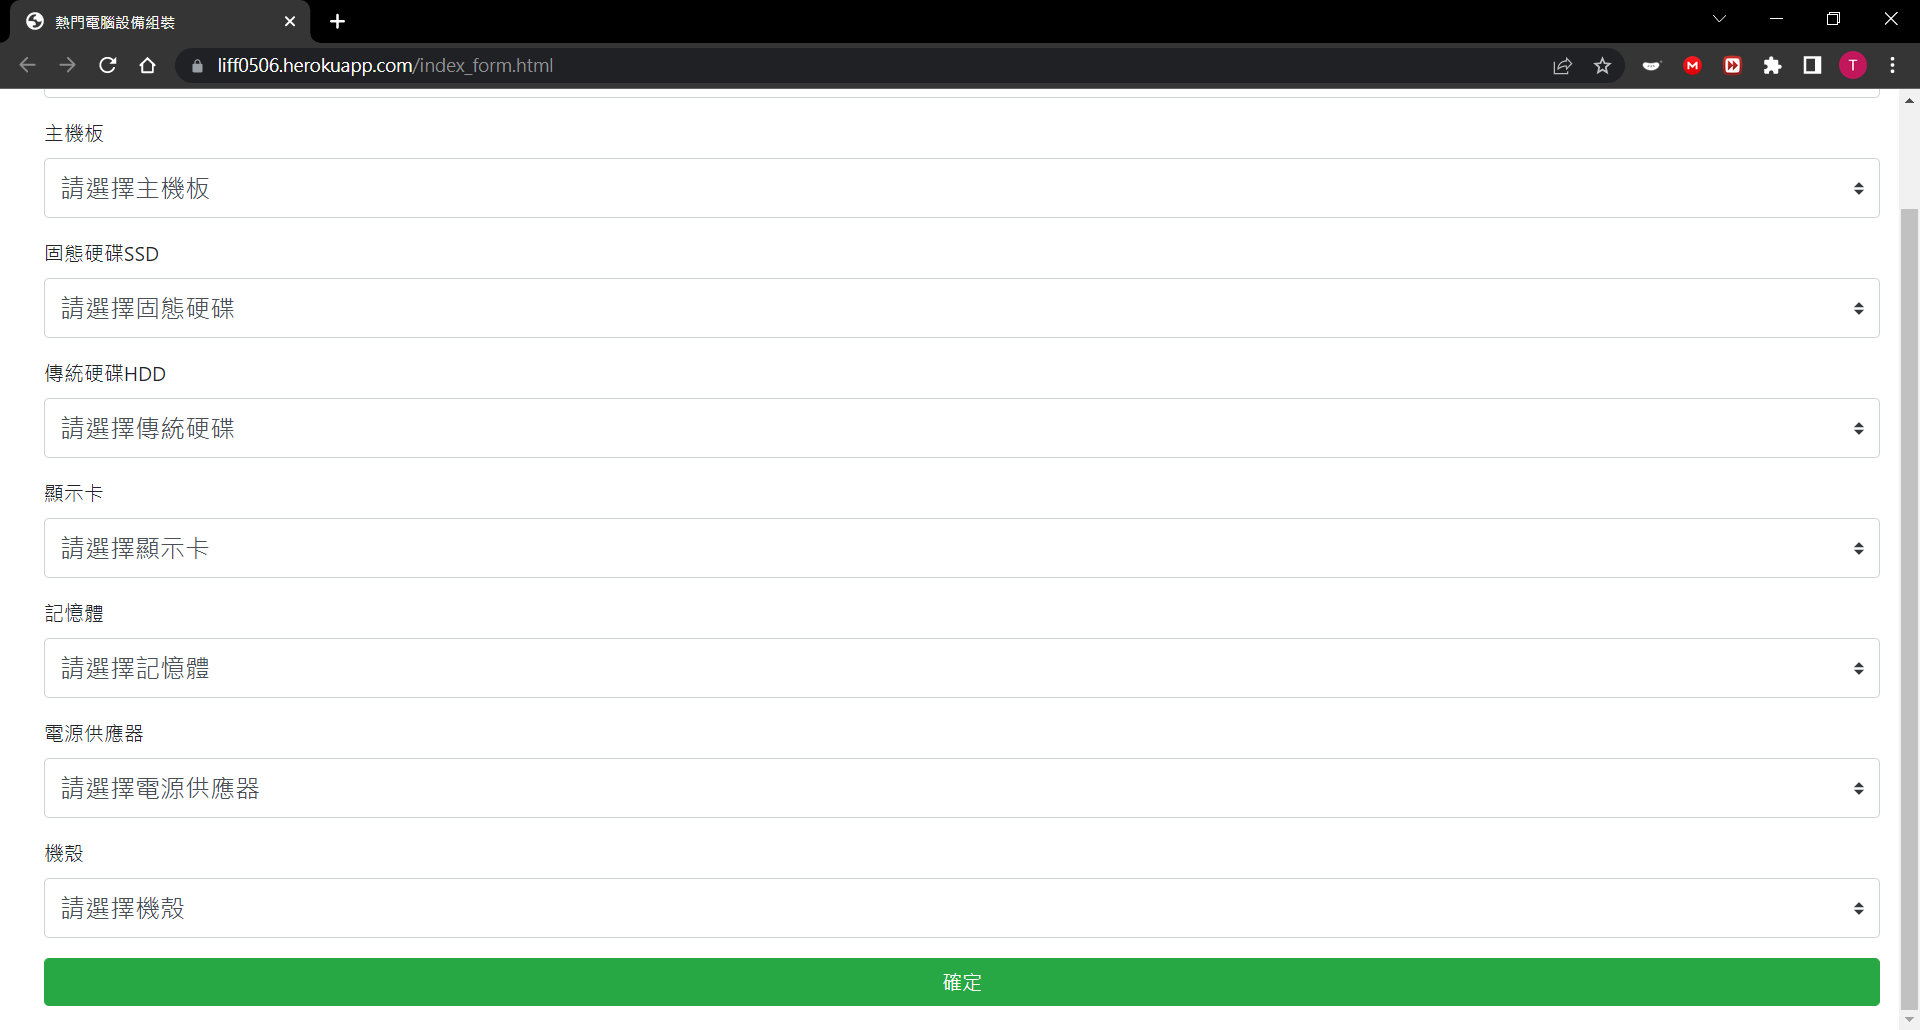 熱門電腦設備組裝
liff0506.herokuapp.com/index_form.html
T
主機板
請選擇主機板
固態硬碟SSD
請選擇固態硬碟
傳統硬碟HDD
請選擇傳統硬碟
顯示卡
請選擇顯示卡
記憶體
請選擇記憶體
電源供應器
請選擇電源供應器
機殼
請選擇機殼
確定